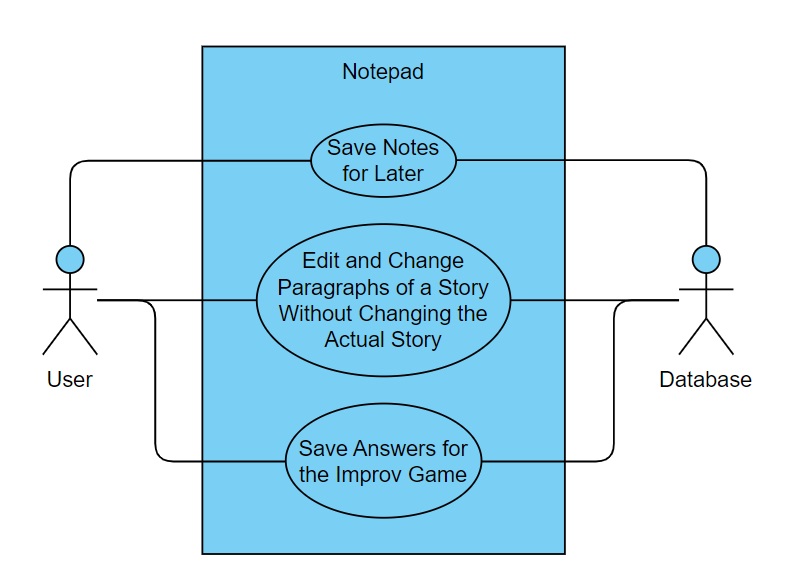 Notepad
Save Notes
for Later
Edit and Change
Paragraphs of a Story
Without Changing the
Actual Story
User
Database
Save Answers for
the Improv Game